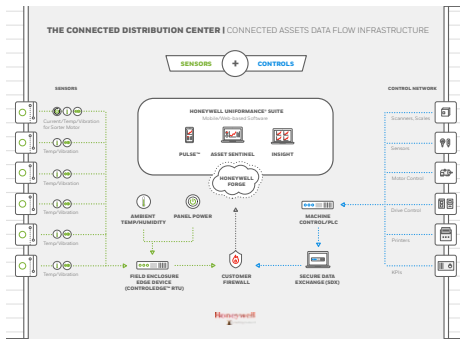 THE CONNECTED DISTRIBUTION CENTER | CONNECTED ASSETS DATA FLOW INFRASTRUCTURE
SENSORS + CONTROLS
SENSORS
CONTROL NETWORK
HONEYWELL UNIFORMANCE® SUITE
Mobile/Web-based Software
PULSE™
ASSET SENTINEL
INSIGHT
HONEYWELL
FORGE
Current/Temp/Vibration
for Sorter Motor
Temp/Vibration
Temp/Vibration
Temp/Vibration
Temp/Vibration
Temp/Vibration
Scanners, Scales
Sensors
Motor Control
Drive Control
Printers
KPIs
AMBIENT
TEMP/HUMIDITY
PANEL POWER
MACHINE
CONTROL/PLC
FIELD ENCLOSURE
EDGE DEVICE
(CONTROLEDGE™ RTU)
CUSTOMER
FIREWALL
SECURE DATA
EXCHANGE (SDX)
Honeywell